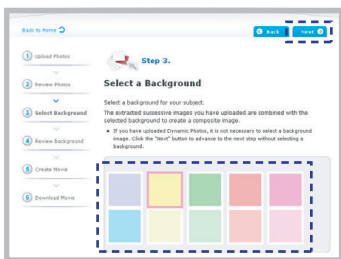 Back to Home
Back
Next
1 Upload Photos
2 Review Photos
3 Select Background
4 Review Background
5 Create Movie
6 Download Movie
Step 3.
Select a Background
Select a background for your subject.
The extracted successive images you have uploaded are combined with the
selected background to create a composite image.
• If you have uploaded Dynamic Photos, it is not necessary to select a background
image. Click the "Next" button to advance to the next step without selecting a
background.